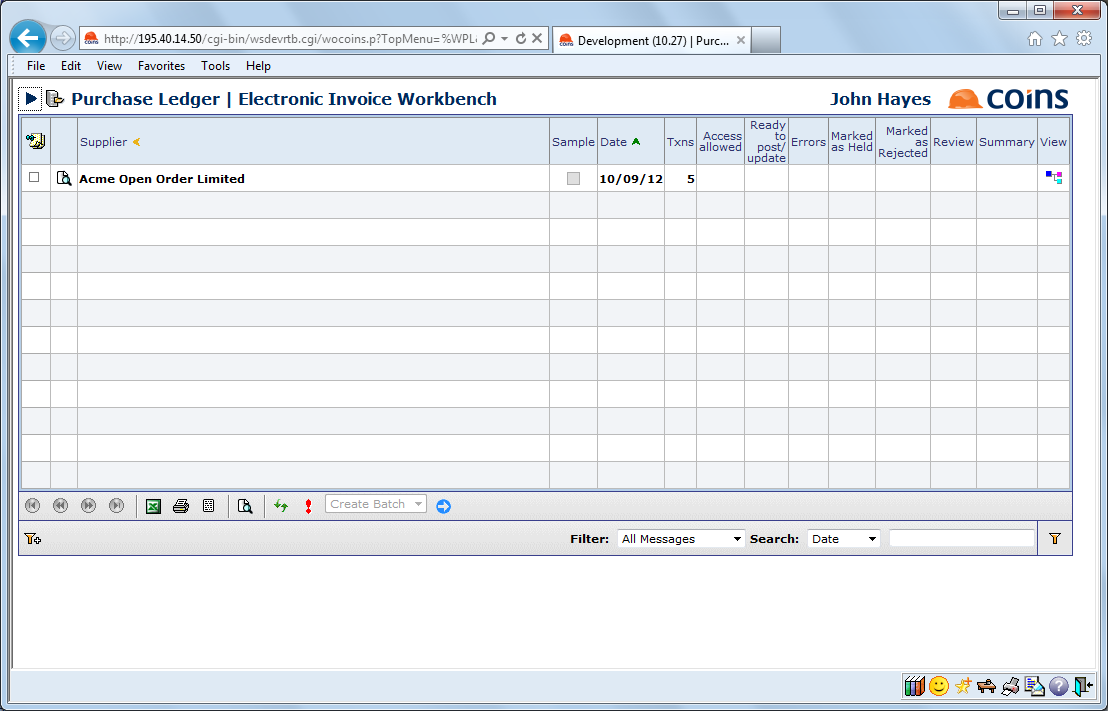 http://195.40.14.50/cgi-bin/wsdevrtb.cgi/wocoins.p?TopMenu=%WPL
Development (10.27) | Purc...
File Edit View Favorites Tools Help
Purchase Ledger | Electronic Invoice Workbench
John Hayes
coins
Supplier
Sample
Date
Txns
Access allowed
Ready to post/ update
Errors
Marked as Held
Marked as Rejected
Review
Summary
View
Acme Open Order Limited 10/09/12 5
Create Batch
Filter: All Messages Search: Date